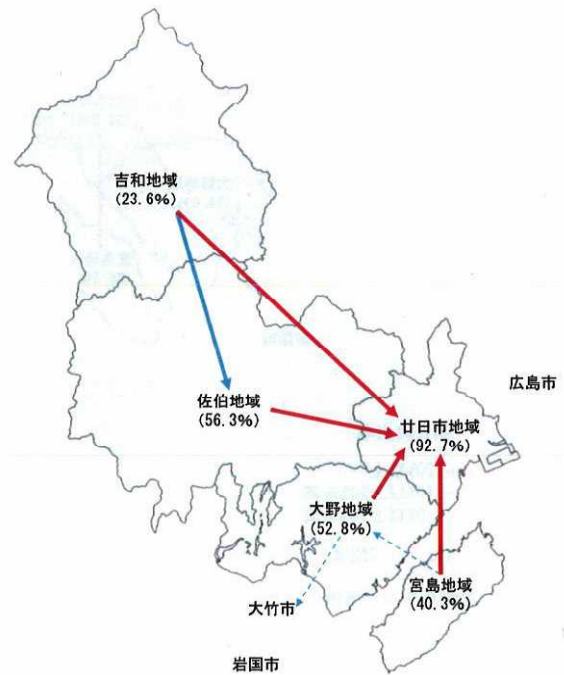 吉和地域
(23.6%)
広島市
佐伯地域
(56.3%)
廿日市地域
(92.7%)
大野地域
(52.8%)
宮島地域
(40.3%)
大竹市
岩国市